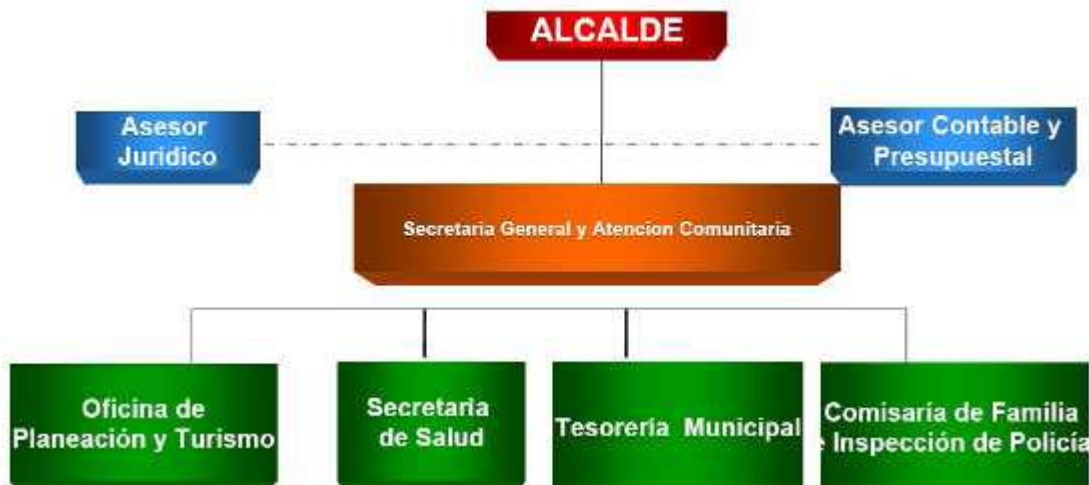 ALCALDE
Asesor
Jurídico
Asesor Contable y
Presupuestal
Secretaria General y Atención Comunitaria
Oficina de
Planeación y Turismo
Secretaria
de Salud
Tesorería Municipal
Comisaría de Familia
e Inspección de Policía